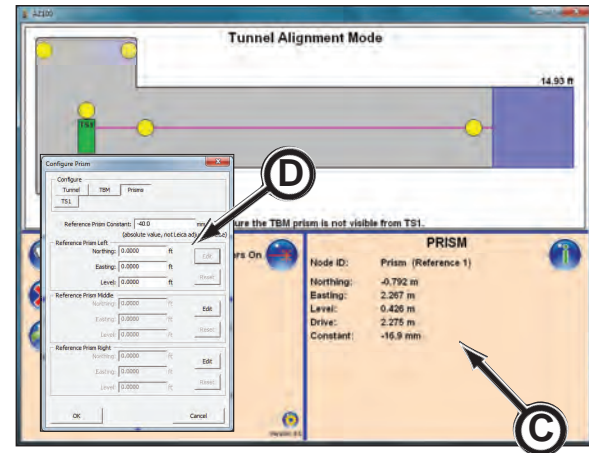 AZ100
Tunnel Alignment Mode
14.93 ft
TS1
Configure Prism
Configure
Tunnel TBM Prisms
TS1
Reference Prism Constant: -40.0 mm
(absolute value, not Leica
Reference Prism Left
Northing: 0.0000 ft Edit
Easting: 0.0000 ft
Level: 0.0000 ft Reset
Reference Prism Middle
Northing: 0.0000 ft Edit
Easting: 0.0000 ft
Level: 0.0000 ft Reset
Reference Prism Right
Northing: 0.0000 ft Edit
Easting: 0.0000 ft
Level: 0.0000 ft Reset
OK Cancel
D
ure the TBM prism is not visible from TS1.
rs On
PRISM
Node ID: Prism (Reference 1)
Northing: -0.792 m
Easting: 2.267 m
Level: 0.426 m
Drive: 2.275 m
Constant: -16.9 mm
C